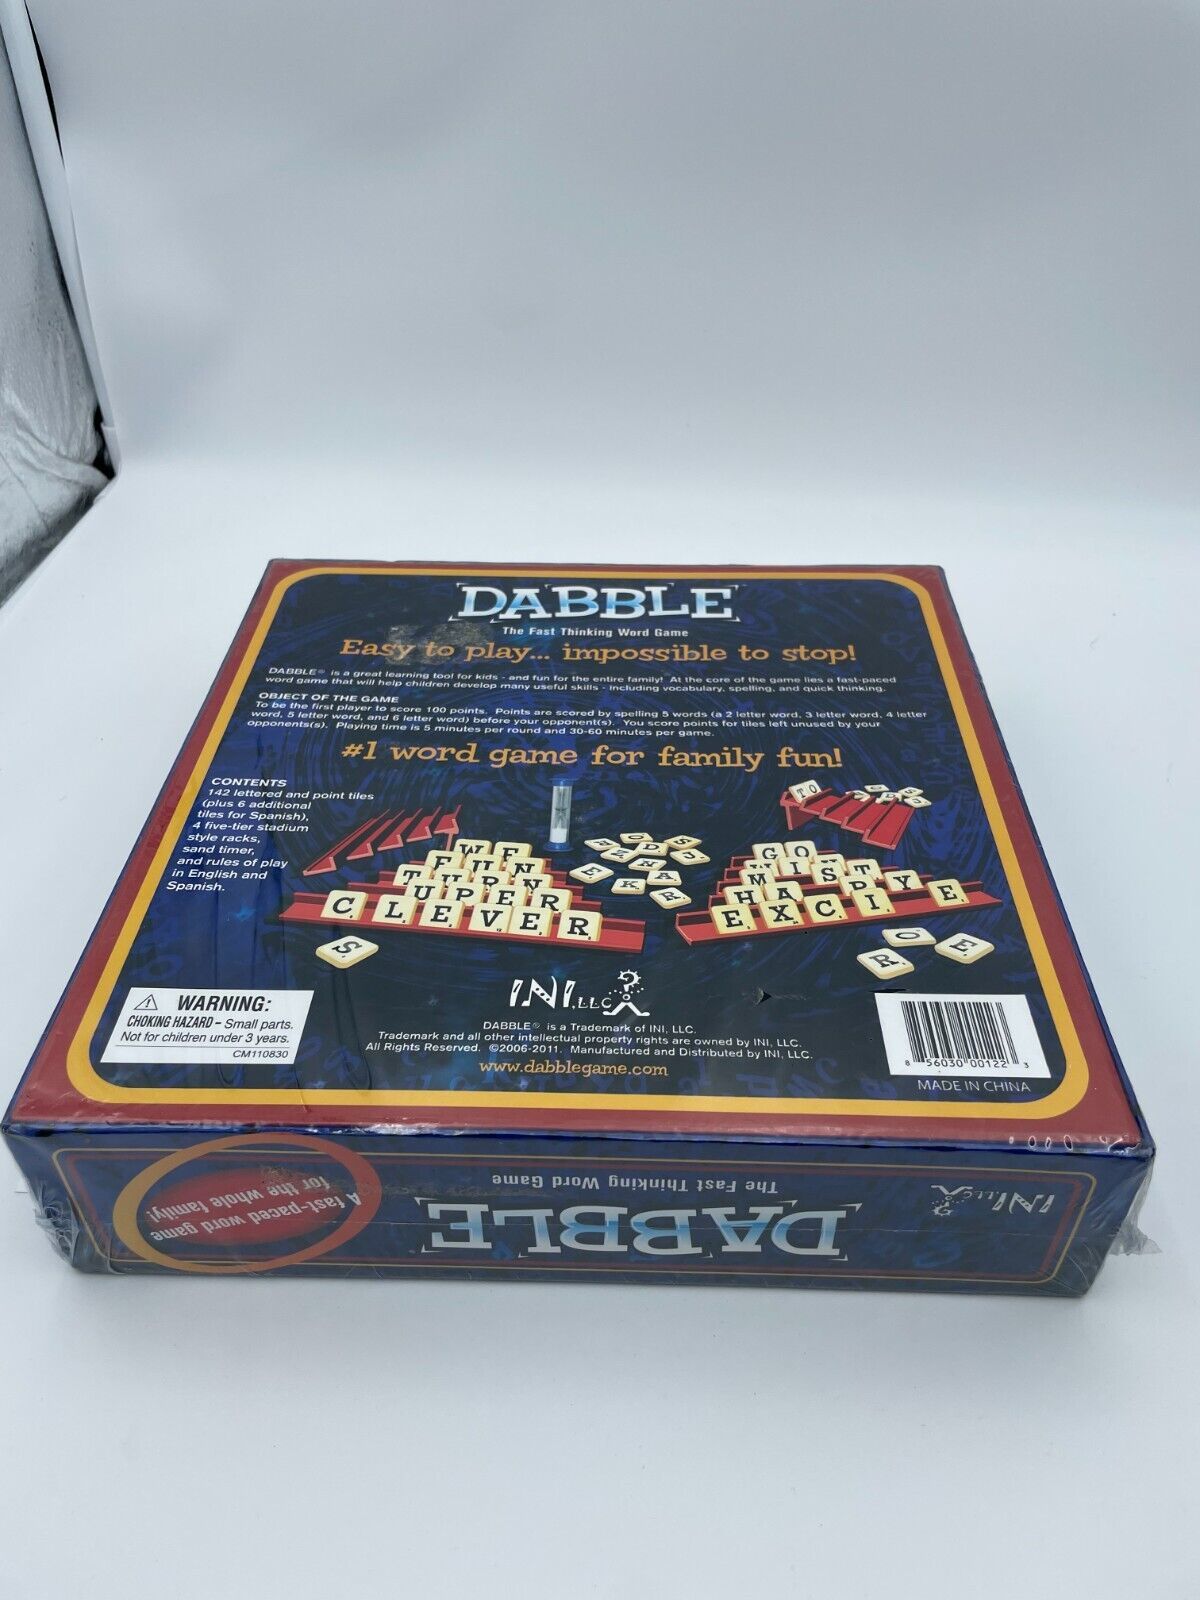 DABBLE
The Fast Thinking Word Game
Easy to play... impossible to stop!
DABBLE® is a great learning tool for kids - and fun for the entire family! At the core of the game lies a fast-paced
word game that will help children develop many useful skills - including vocabulary, spelling, and quick thinking.
OBJECT OF THE GAME
To be the first player to score 100 points. Points are scored by spelling 5 words (a 2 letter word, 3 letter word, 4 letter
word, 5 letter word, and 6 letter word) before your opponent(s). You score points for tiles left unused by your
opponents(s). Playing time is 5 minutes per round and 30-60 minutes per game.
#1 word game for family fun!
CONTENTS
142 lettered and point tiles
(plus 6 additional
tiles for Spanish),
4 five-tier stadium
style racks,
sand timer,
and rules of play
in English and
Spanish.
WE
FUN
TURN
UPER
CLEVER
S
TO
GO
MIST
HA PY
EXCI E
O
R E
WARNING:
CHOKING HAZARD – Small parts.
Not for children under 3 years.
CM110830
INI, LLC
DABBLE® is a Trademark of INI, LLC.
Trademark and all other intellectual property rights are owned by INI, LLC.
All Rights Reserved. ©2006-2011. Manufactured and Distributed by INI, LLC.
www.dabblegame.com
8 56030 00122 3
MADE IN CHINA
A fast-paced word game
for the whole family!
DABBLE
The Fast Thinking Word Game
INI, LLC